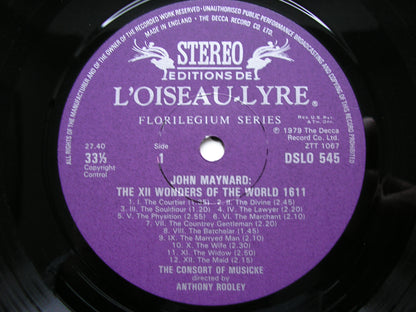 ALL RIGHTS OF THE MANUFACTURER AND OF THE OWNER OF THE RECORDED WORK RESERVED · UNAUTHORISED PUBLIC PERFORMANCE BROADCASTING AND COPYING OF THIS RECORD PROHIBITED
MADE IN ENGLAND · THE DECCA RECORD CO. LTD.
STEREO
EDITIONS DE
L'OISEAU-LYRE®
FLORILEGIUM SERIES
27.40
33⅓
Copyright
Control
Side
1
℗ 1979 The Decca
Record Co. Ltd.
ZTT 1067
DSLO 545
JOHN MAYNARD:
THE XII WONDERS OF THE WORLD 1611
1. I. The Courtier (1.25) 2. II. The Divine (2.45)
3. III. The Souldiour (1.20) 4. IV. The Lawyer (2.10)
5. V. The Physition (2.55) 6. VI. The Marchant (2.10)
7. VII. The Countrey Gentleman (2.10)
8. VIII. The Batchelar (1.30)
9. IX. The Marryed Man (2.10)
10. X. The Wife (2.30)
11. XI. The Widow (2.50)
12. XII. The Maid (2.15)
THE CONSORT OF MUSICKE
directed by
ANTHONY ROOLEY